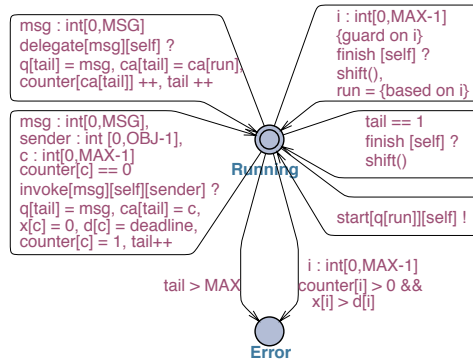 msg : int[0,MSG]
delegate[msg][self] ?
q[tail] = msg, ca[tail] = ca[run],
counter[ca[tail]] ++, tail ++
msg : int[0,MSG],
sender : int [0,OBJ-1],
c : int[0,MAX-1]
counter[c] == 0
invoke[msg][self][sender] ?
q[tail] = msg, ca[tail] = c,
x[c] = 0, d[c] = deadline,
counter[c] = 1, tail++
i : int[0,MAX-1]
{guard on i}
finish [self] ?
shift(),
run = {based on i}
tail == 1
finish [self] ?
shift()
start[q[run]][self] !
Running
tail > MAX
i : int[0,MAX-1]
counter[i] > 0 &&
x[i] > d[i]
Error